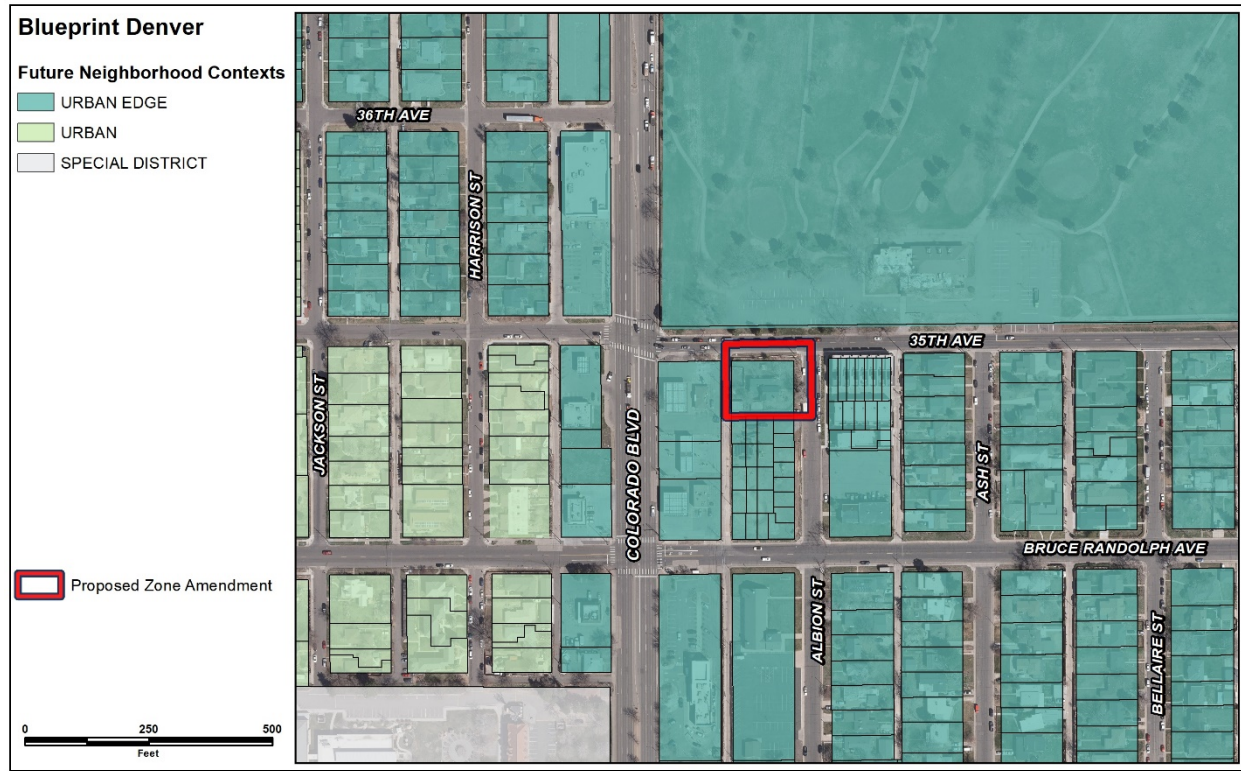 Blueprint Denver
Future Neighborhood Contexts
URBAN EDGE
URBAN
SPECIAL DISTRICT
Proposed Zone Amendment
0 250 500
Feet
36TH AVE
HARRISON ST
35TH AVE
JACKSON ST
COLORADO BLVD
ASH ST
BRUCE RANDOLPH AVE
ALBION ST
BELLAIRE ST